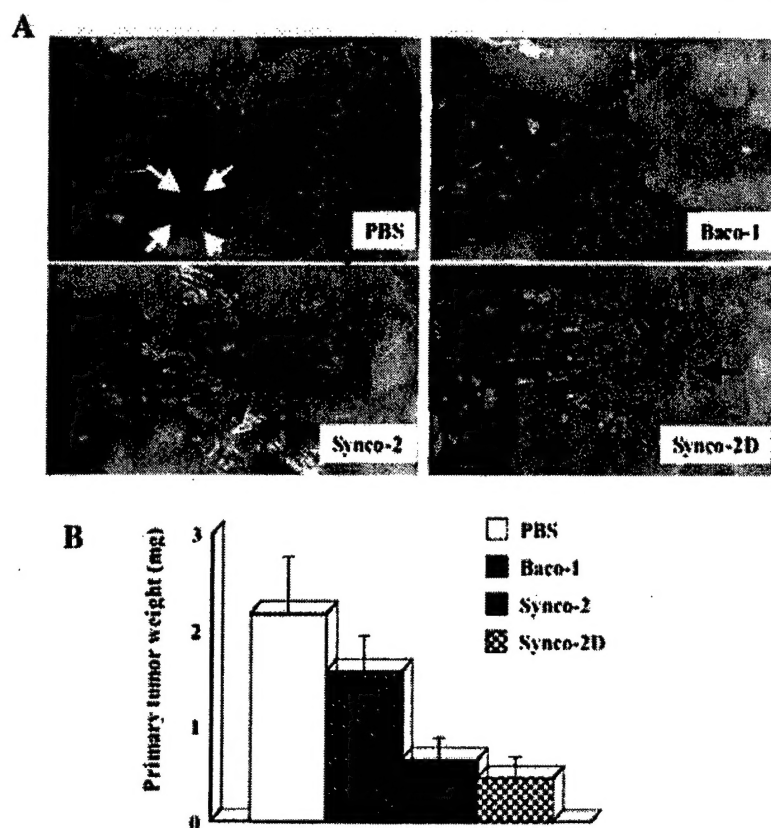 A
PBS
Baco-1
Synco-2
Synco-2D
B
Primary tumor weight (mg)
3
2
1
0
PBS
Baco-1
Synco-2
Synco-2D